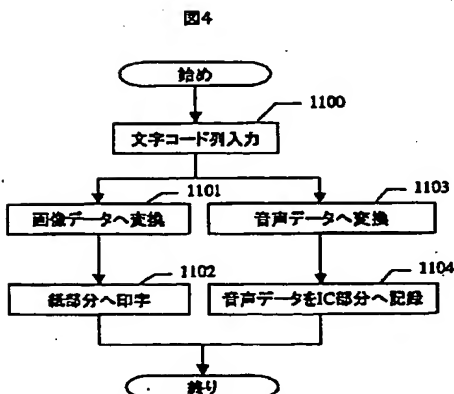 図4
始め
1100
文字コード列入力
1101
画像データへ変換
1103
音声データへ変換
1102
紙部分へ印字
1104
音声データをIC部分へ記録
終り